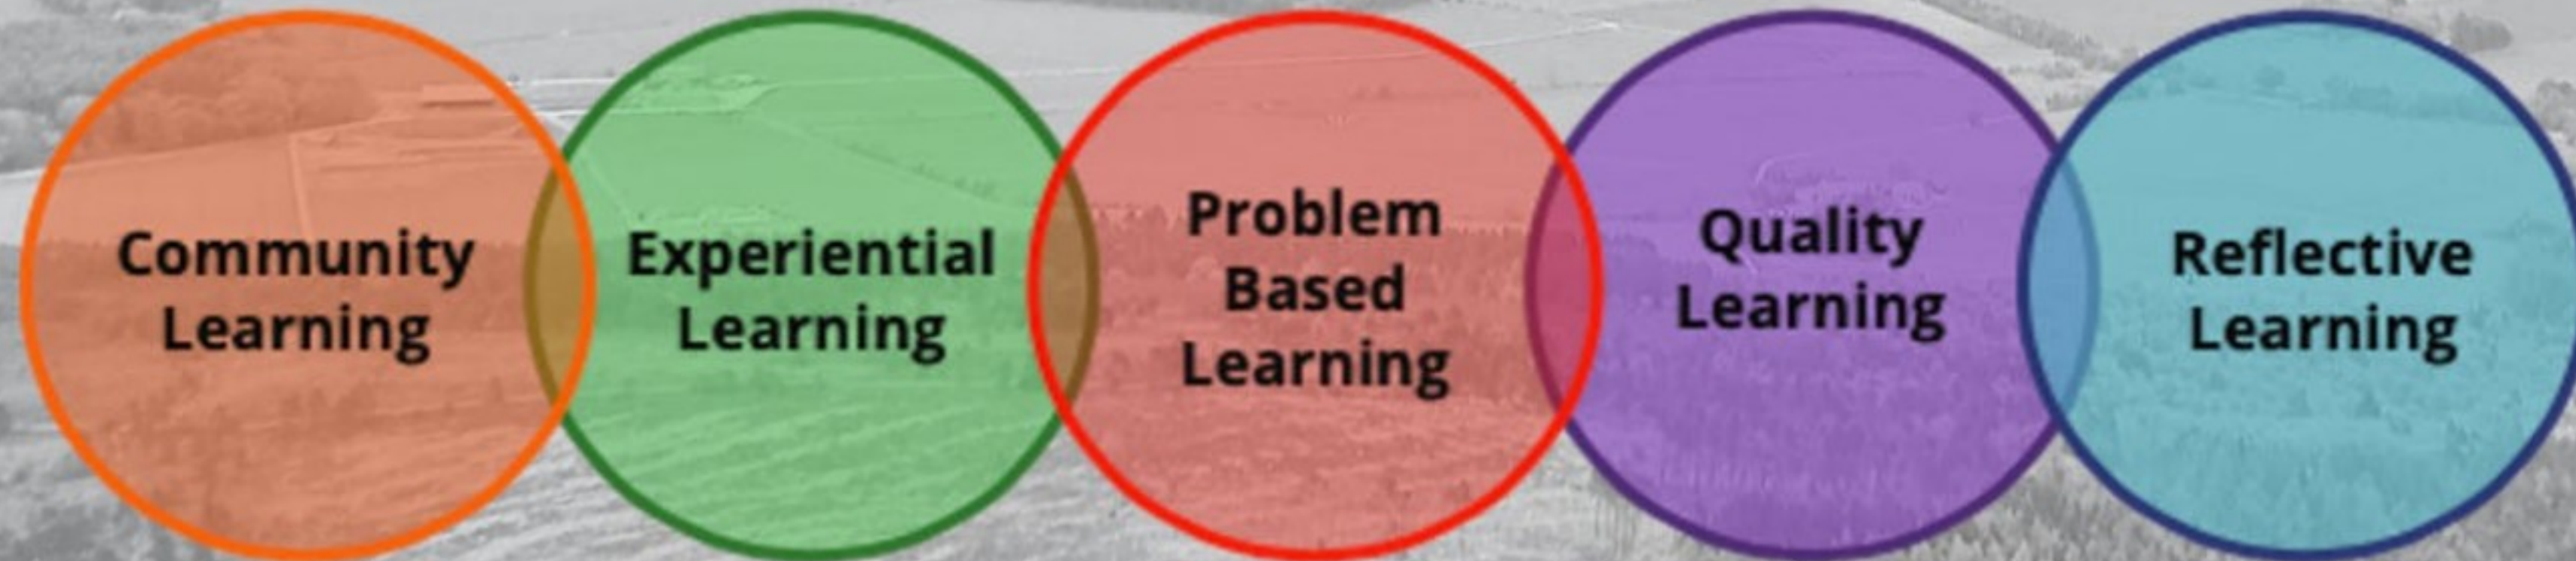 Community
Learning
Experiential
Learning
Problem
Based
Learning
Quality
Learning
Reflective
Learning